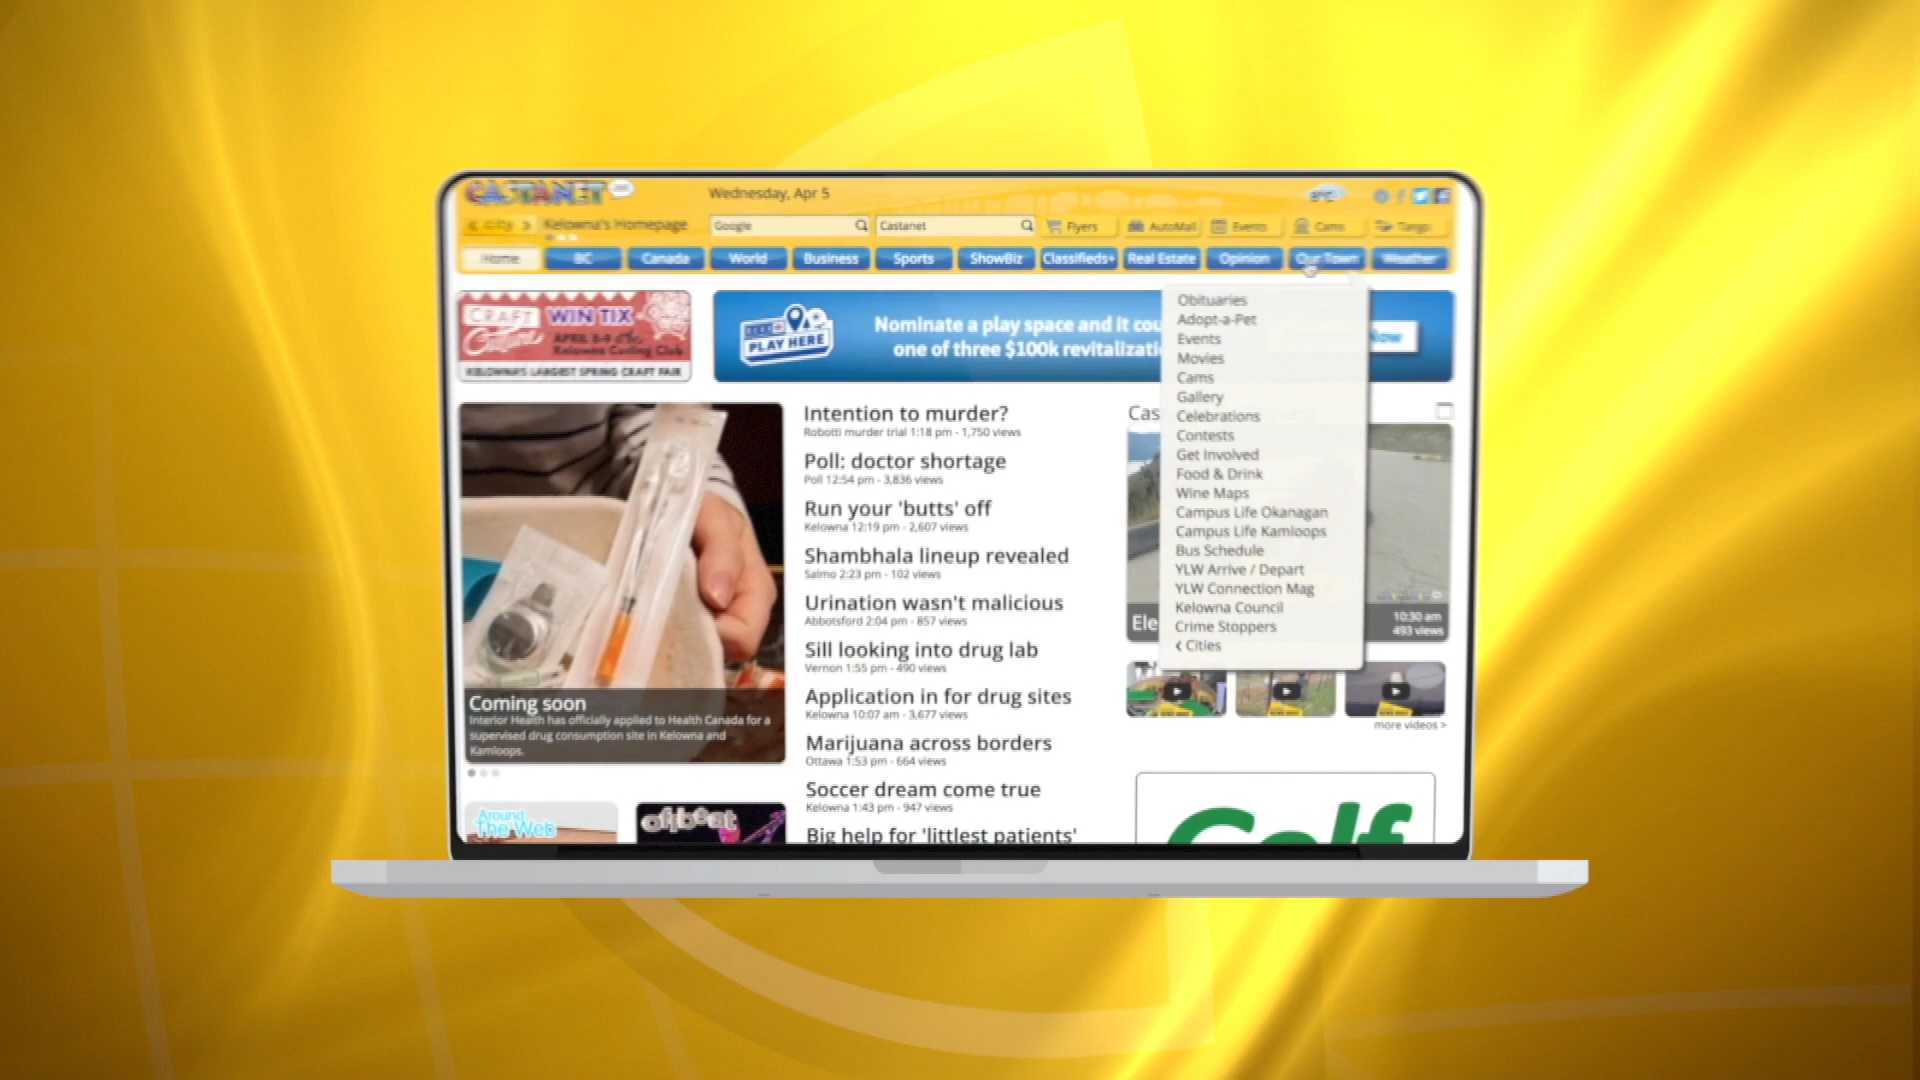 CASTANET
Wednesday, Apr 5
Kelowna's Homepage
Google
Castanet
Flyers
AutoMall
Events
Cams
Tango
Home
BC
Canada
World
Business
Sports
ShowBiz
Classifieds+
Real Estate
Opinion
Our Town
Weather
CRAFT
Culture
WIN TIX
APRIL
Kelowna Curling Club
KELOWNA'S LARGEST SPRING CRAFT FAIR
PLAY HERE
Nominate a play space and it cou
one of three $100k revitalizati
Now
Obituaries
Adopt-a-Pet
Events
Movies
Cams
Gallery
Celebrations
Contests
Get Involved
Food & Drink
Wine Maps
Campus Life Okanagan
Campus Life Kamloops
Bus Schedule
YLW Arrive / Depart
YLW Connection Mag
Kelowna Council
Crime Stoppers
‹ Cities
Coming soon
Interior Health has officially applied to Health Canada for a
supervised drug consumption site in Kelowna and
Kamloops.
Around
The Web
offbeat
Intention to murder?
Robotti murder trial 1:18 pm - 1,750 views
Poll: doctor shortage
Poll 12:54 pm - 3,836 views
Run your 'butts' off
Kelowna 12:19 pm - 2,607 views
Shambhala lineup revealed
Salmo 2:23 pm - 102 views
Urination wasn't malicious
Abbotsford 2:04 pm - 857 views
Sill looking into drug lab
Vernon 1:55 pm - 490 views
Application in for drug sites
Kelowna 10:07 am - 3,677 views
Marijuana across borders
Ottawa 1:53 pm - 664 views
Soccer dream come true
Kelowna 1:43 pm - 947 views
Big help for 'littlest patients'
Cas
Ele
10:30 am
493 views
more videos >
Golf